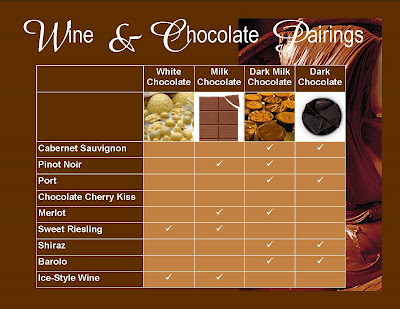 Wine & Chocolate Pairings
White Chocolate
Milk Chocolate
Dark Milk Chocolate
Dark Chocolate
Cabernet Sauvignon ✓ ✓
Pinot Noir ✓ ✓
Port ✓ ✓
Chocolate Cherry Kiss
Merlot ✓ ✓
Sweet Riesling ✓ ✓
Shiraz ✓ ✓
Barolo ✓ ✓
Ice-Style Wine ✓ ✓